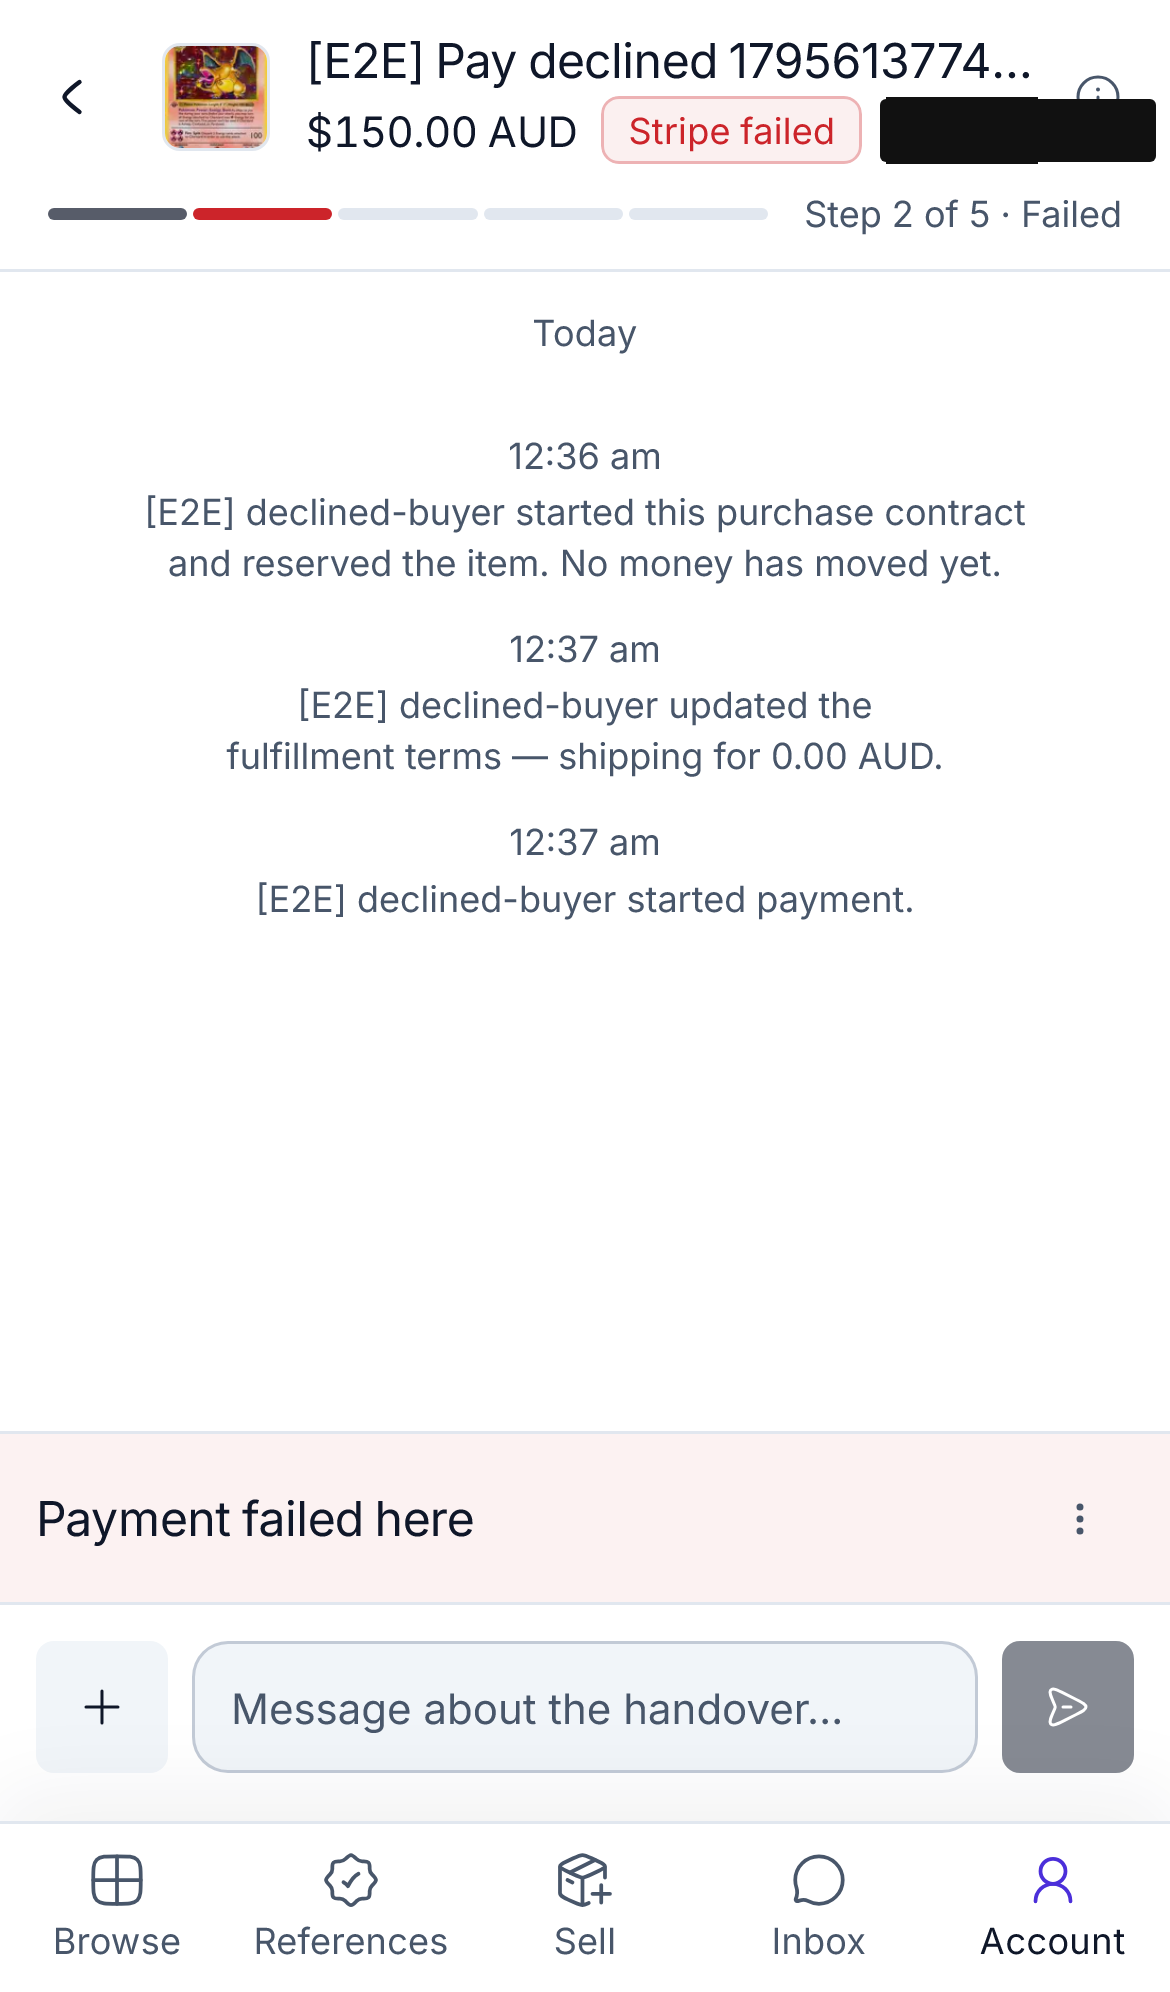 [E2E] Pay declined 1795613774...
$150.00 AUD Stripe failed
Step 2 of 5 · Failed
Today
12:36 am
[E2E] declined-buyer started this purchase contract
and reserved the item. No money has moved yet.
12:37 am
[E2E] declined-buyer updated the
fulfillment terms — shipping for 0.00 AUD.
12:37 am
[E2E] declined-buyer started payment.
Payment failed here
Message about the handover...
Browse
References
Sell
Inbox
Account